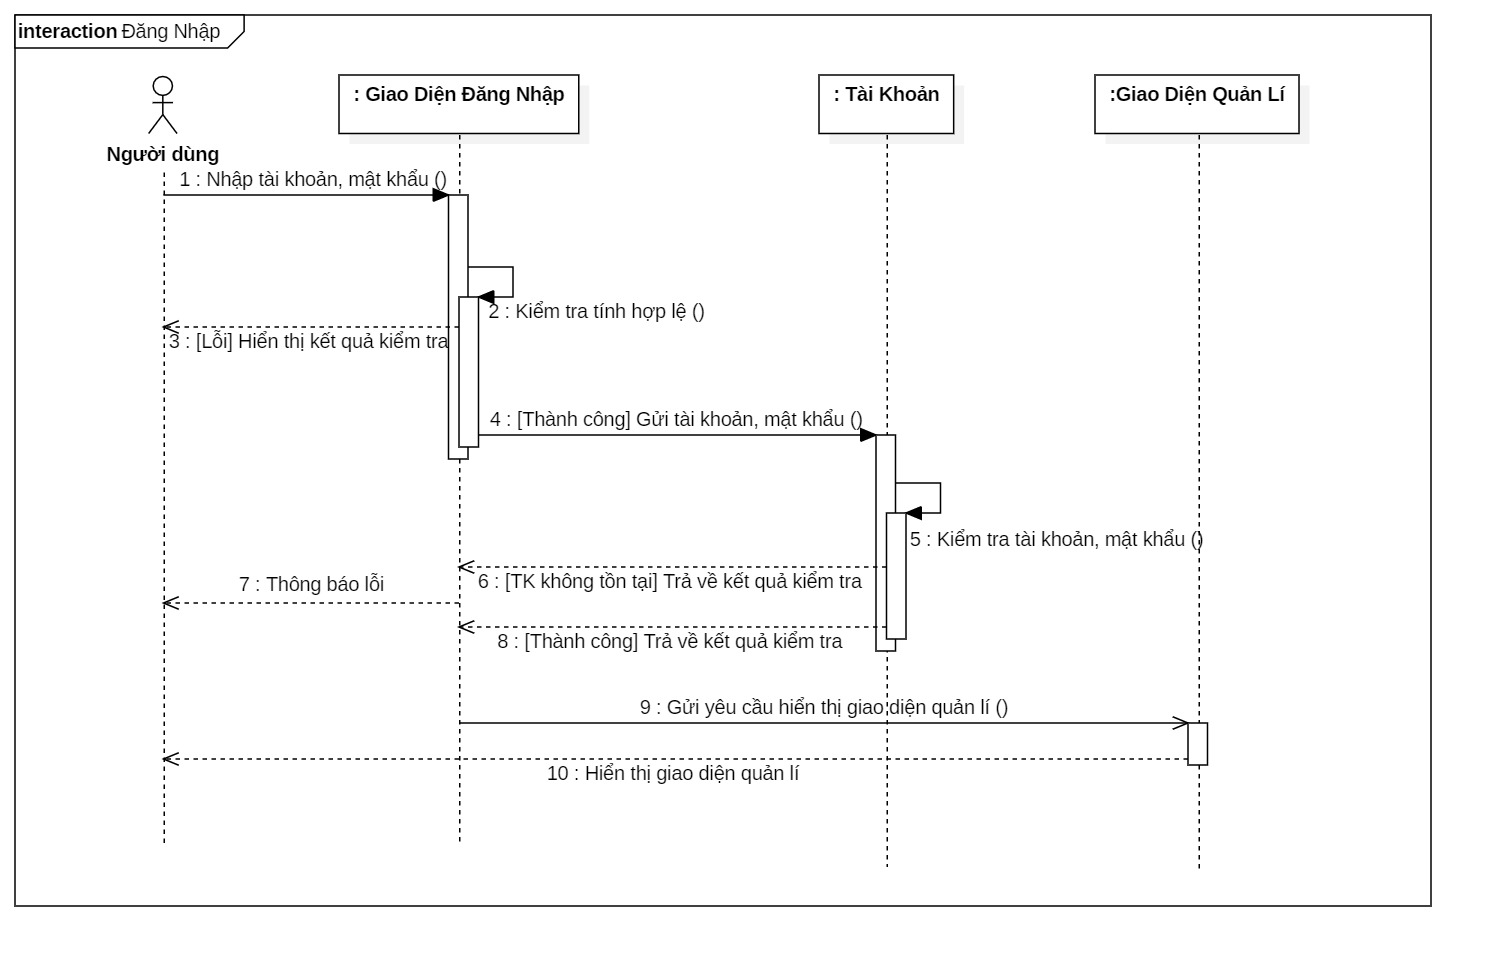 interaction Đăng Nhập
: Giao Diện Đăng Nhập
: Tài Khoản
:Giao Diện Quản Lí
Người dùng
1 : Nhập tài khoản, mật khẩu ()
2 : Kiểm tra tính hợp lệ ()
3 : [Lỗi] Hiển thị kết quả kiểm tra
4 : [Thành công] Gửi tài khoản, mật khẩu ()
5 : Kiểm tra tài khoản, mật khẩu ()
6 : [TK không tồn tại] Trả về kết quả kiểm tra
7 : Thông báo lỗi
8 : [Thành công] Trả về kết quả kiểm tra
9 : Gửi yêu cầu hiển thị giao diện quản lí ()
10 : Hiển thị giao diện quản lí